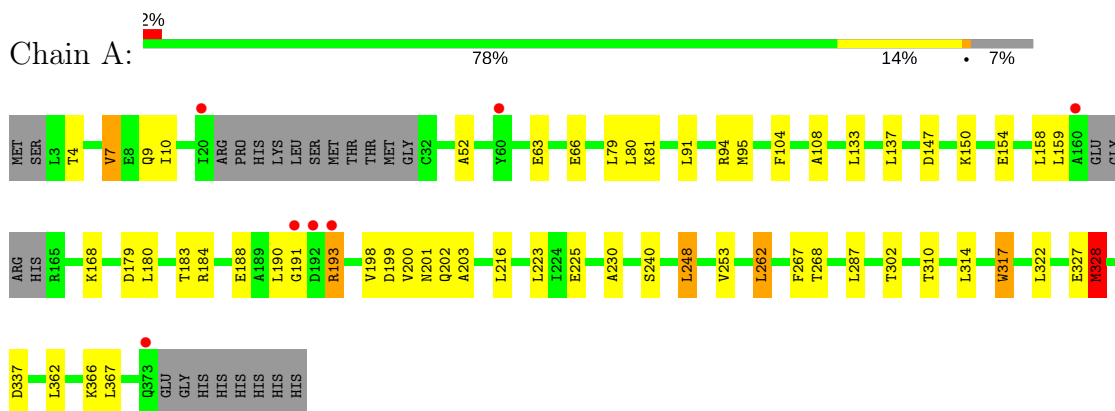 2%
Chain A:
78% 14% • 7%
MET SER L3 T4 V7 E8 Q9 I10 I20 ARG PRO HIS LYS LEU SER MET THR THR MET GLY C32 A52 Y60 E63 E66 L79 L80 K81 L91 R94 M95 F104 A108 L133 L137 D147 K150 E154 L158 L159 A160 GLU GLY
ARG HIS R165 K168 D179 L180 T183 R184 E188 A189 L190 G191 D192 R193 V198 D199 V200 N201 Q202 A203 L216 L223 I224 E225 A230 S240 L248 V253 L262 F267 T268 L287 T302 T310 L314 W317 L322 E327 M328
D337 L362 K366 L367 Q373 GLU GLY HIS HIS HIS HIS HIS HIS